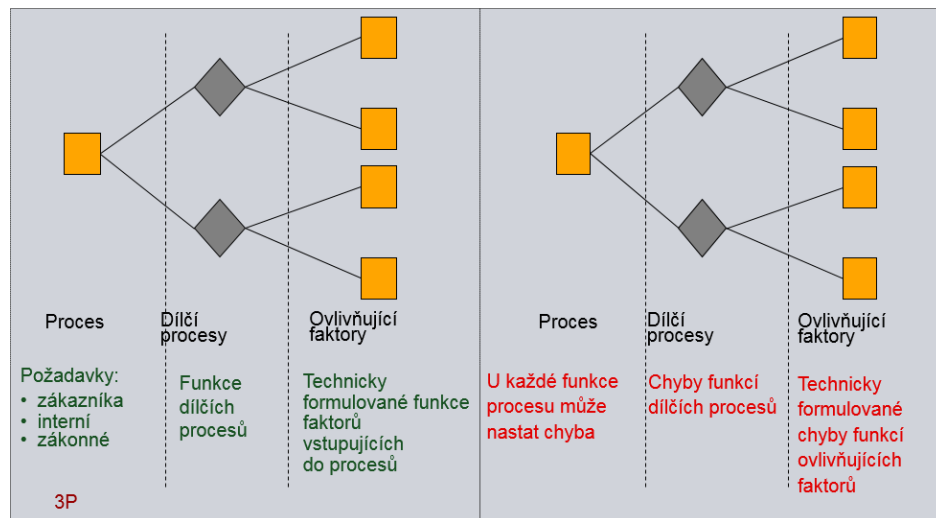 Proces
Dílčí
procesy
Ovlivňující
faktory
Požadavky:
• zákazníka
• interní
• zákonné
Funkce
dílčích
procesů
Technicky
formulované funkce
faktorů
vstupujících
do procesů
3P
Proces
Dílčí
procesy
Ovlivňující
faktory
U každé funkce
procesu může
nastat chyba
Chyby funkcí
dílčích procesů
Technicky
formulované
chyby funkcí
ovlivňujících
faktorů